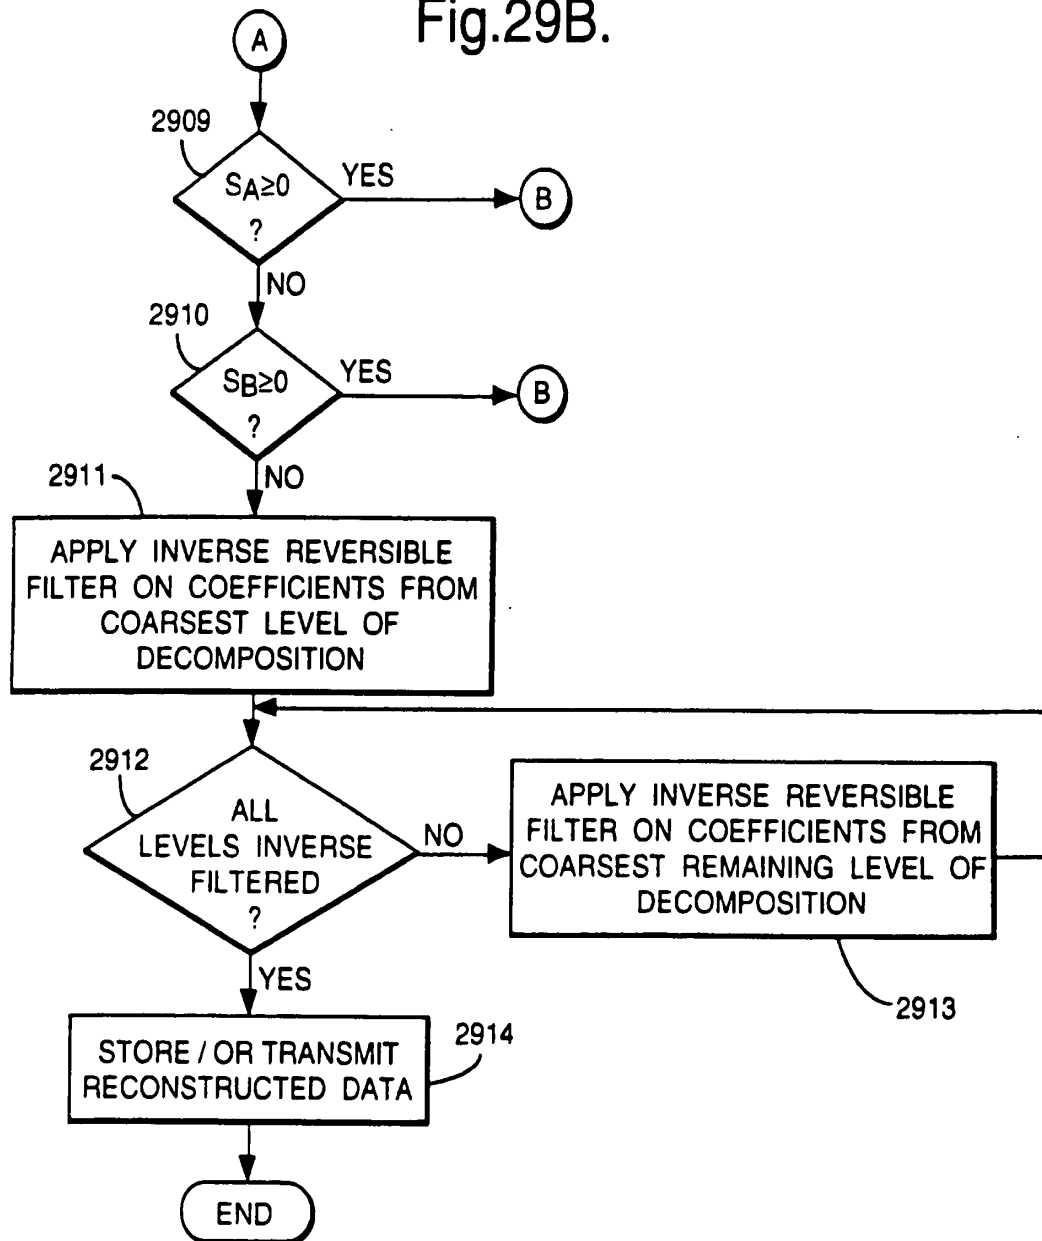 Fig.29B.
A
2909
SA≥0
?
YES
B
NO
2910
SB≥0
?
YES
B
NO
2911
APPLY INVERSE REVERSIBLE
FILTER ON COEFFICIENTS FROM
COARSEST LEVEL OF
DECOMPOSITION
2912
ALL
LEVELS INVERSE
FILTERED
?
NO
APPLY INVERSE REVERSIBLE
FILTER ON COEFFICIENTS FROM
COARSEST REMAINING LEVEL OF
DECOMPOSITION
2913
YES
STORE / OR TRANSMIT
RECONSTRUCTED DATA
2914
END